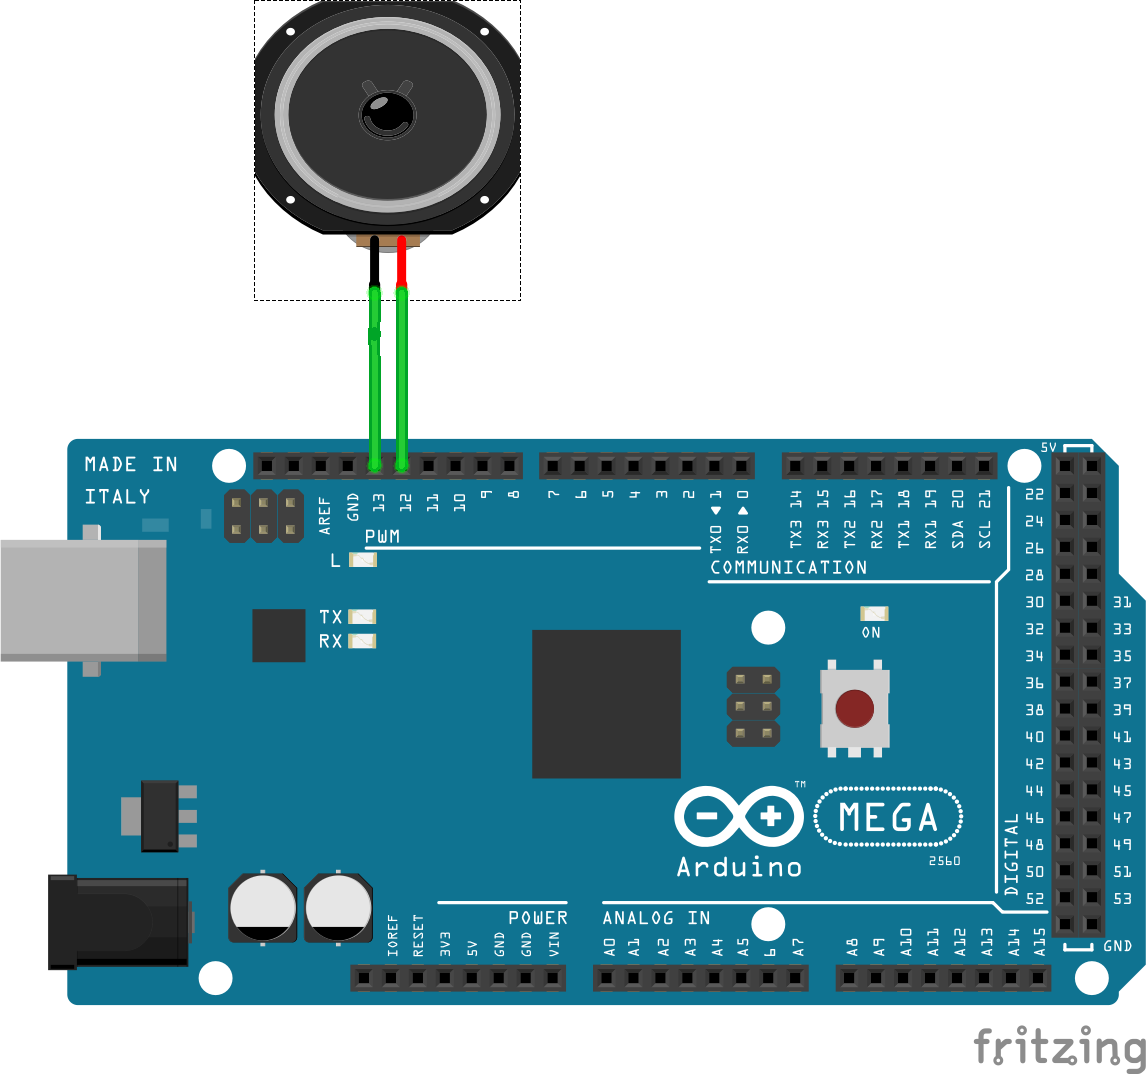 MADE IN
ITALY
AREF
GND
13
12
11
10
9
8
7
6
5
4
3
2
TX0 ◀ 1
RX0 ▶ 0
TX3 14
RX3 15
TX2 16
RX2 17
TX1 18
RX1 19
SDA 20
SCL 21
PWM
COMMUNICATION
L
TX
RX
ON
5V
22
24
26
28
30 31
32 33
34 35
36 37
38 39
40 41
42 43
44 45
46 47
48 49
50 51
52 53
GND
DIGITAL
TM
MEGA
2560
Arduino
POWER
ANALOG IN
IOREF
RESET
3V3
5V
GND
GND
VIN
A0
A1
A2
A3
A4
A5
6
A7
A8
A9
A10
A11
A12
A13
A14
A15
fritzing